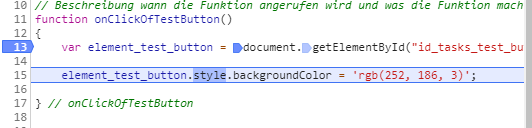 10 // Beschreibung wann die Funktion angerufen wird und was die Funktion mach
11 function onClickOfTestButton()
12 {
13 var element_test_button = document.getElementById("id_tasks_test_bu
14
15 element_test_button.style.backgroundColor = 'rgb(252, 186, 3)';
16
17 } // onClickOfTestButton
18